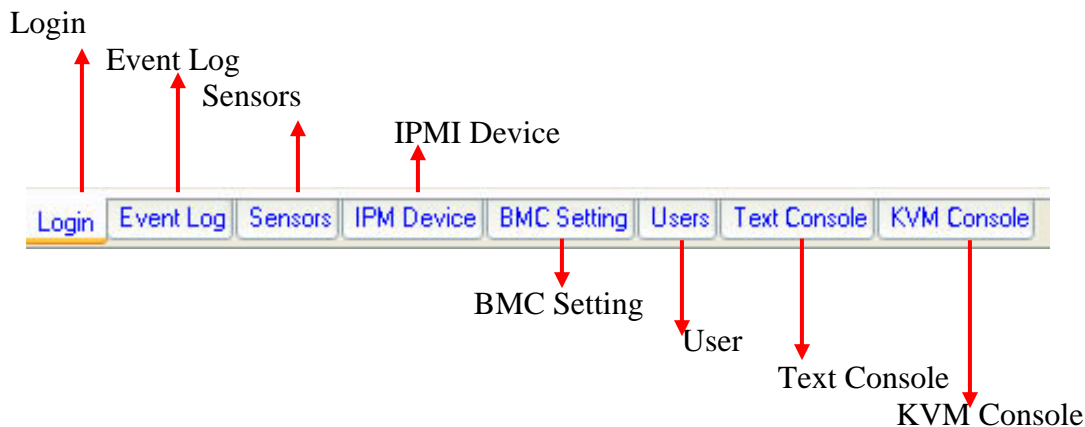 Login
Event Log
Sensors
IPMI Device
Login Event Log Sensors IPM Device BMC Setting Users Text Console KVM Console
BMC Setting
User
Text Console
KVM Console